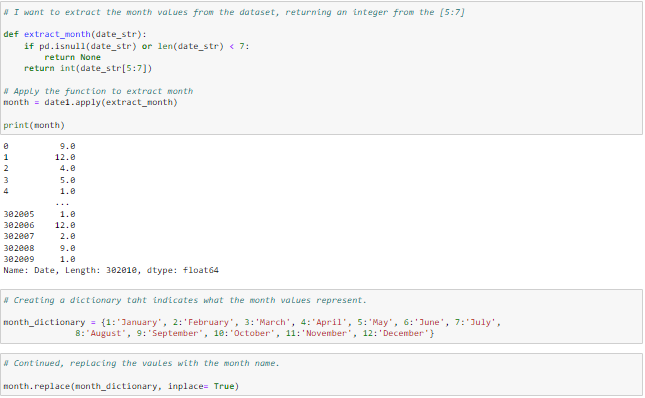 # I want to extract the month values from the dataset, returning an integer from the [5:7]
def extract_month(date_str):
    if pd.isnull(date_str) or len(date_str) < 7:
        return None
    return int(date_str[5:7])
# Apply the function to extract month
month = date1.apply(extract_month)
print(month)
0          9.0
1         12.0
2          4.0
3          5.0
4          1.0
          ...
302005     1.0
302006    12.0
302007     2.0
302008     9.0
302009     1.0
Name: Date, Length: 302010, dtype: float64
# Creating a dictionary taht indicates what the month values represent.
month_dictionary = {1:'January', 2:'February', 3:'March', 4:'April', 5:'May', 6:'June', 7:'July',
              8:'August', 9:'September', 10:'October', 11:'November', 12:'December'}
# Continued, replacing the vaules with the month name.
month.replace(month_dictionary, inplace= True)